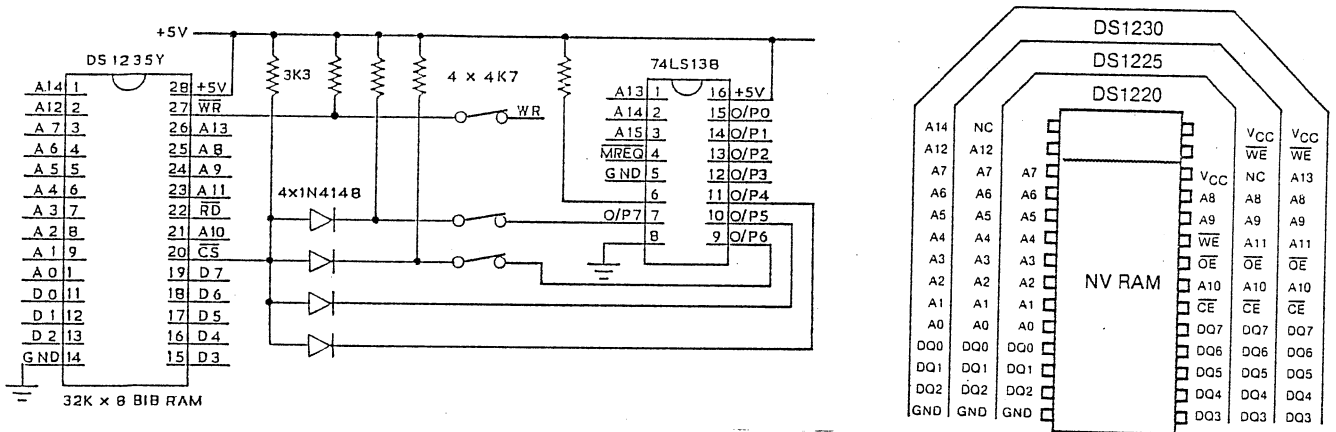 +5V
DS1235Y
3K3
4 × 4K7
74LS138
A14 1
28 +5V
A12 2
27 WR
WR
A7 3
26 A13
A6 4
25 A8
A5 5
24 A9
A4 6
23 A11
A3 7
22 RD
A2 8
21 A10
A1 9
20 CS
A0 1
19 D7
D0 11
18 D6
D1 12
17 D5
D2 13
16 D4
GND 14
15 D3
32K × 8 BIB RAM
4x1N4148
A13 1
16 +5V
A14 2
15 O/P0
A15 3
14 O/P1
MREQ 4
13 O/P2
GND 5
12 O/P3
6
11 O/P4
O/P7 7
10 O/P5
8
9 O/P6
DS1230
DS1225
DS1220
A14 NC
VCC VCC
A12 A12
WE WE
A7 A7 A7
VCC NC A13
A6 A6 A6
A8 A8 A8
A5 A5 A5
A9 A9 A9
A4 A4 A4
WE A11 A11
A3 A3 A3
OE OE OE
A2 A2 A2
NV RAM
A10 A10 A10
A1 A1 A1
CE CE CE
A0 A0 A0
DQ7 DQ7 DQ7
DQ0 DQ0 DQ0
DQ6 DQ6 DQ6
DQ1 DQ1 DQ1
DQ5 DQ5 DQ5
DQ2 DQ2 DQ2
DQ4 DQ4 DQ4
GND GND GND
DQ3 DQ3 DQ3